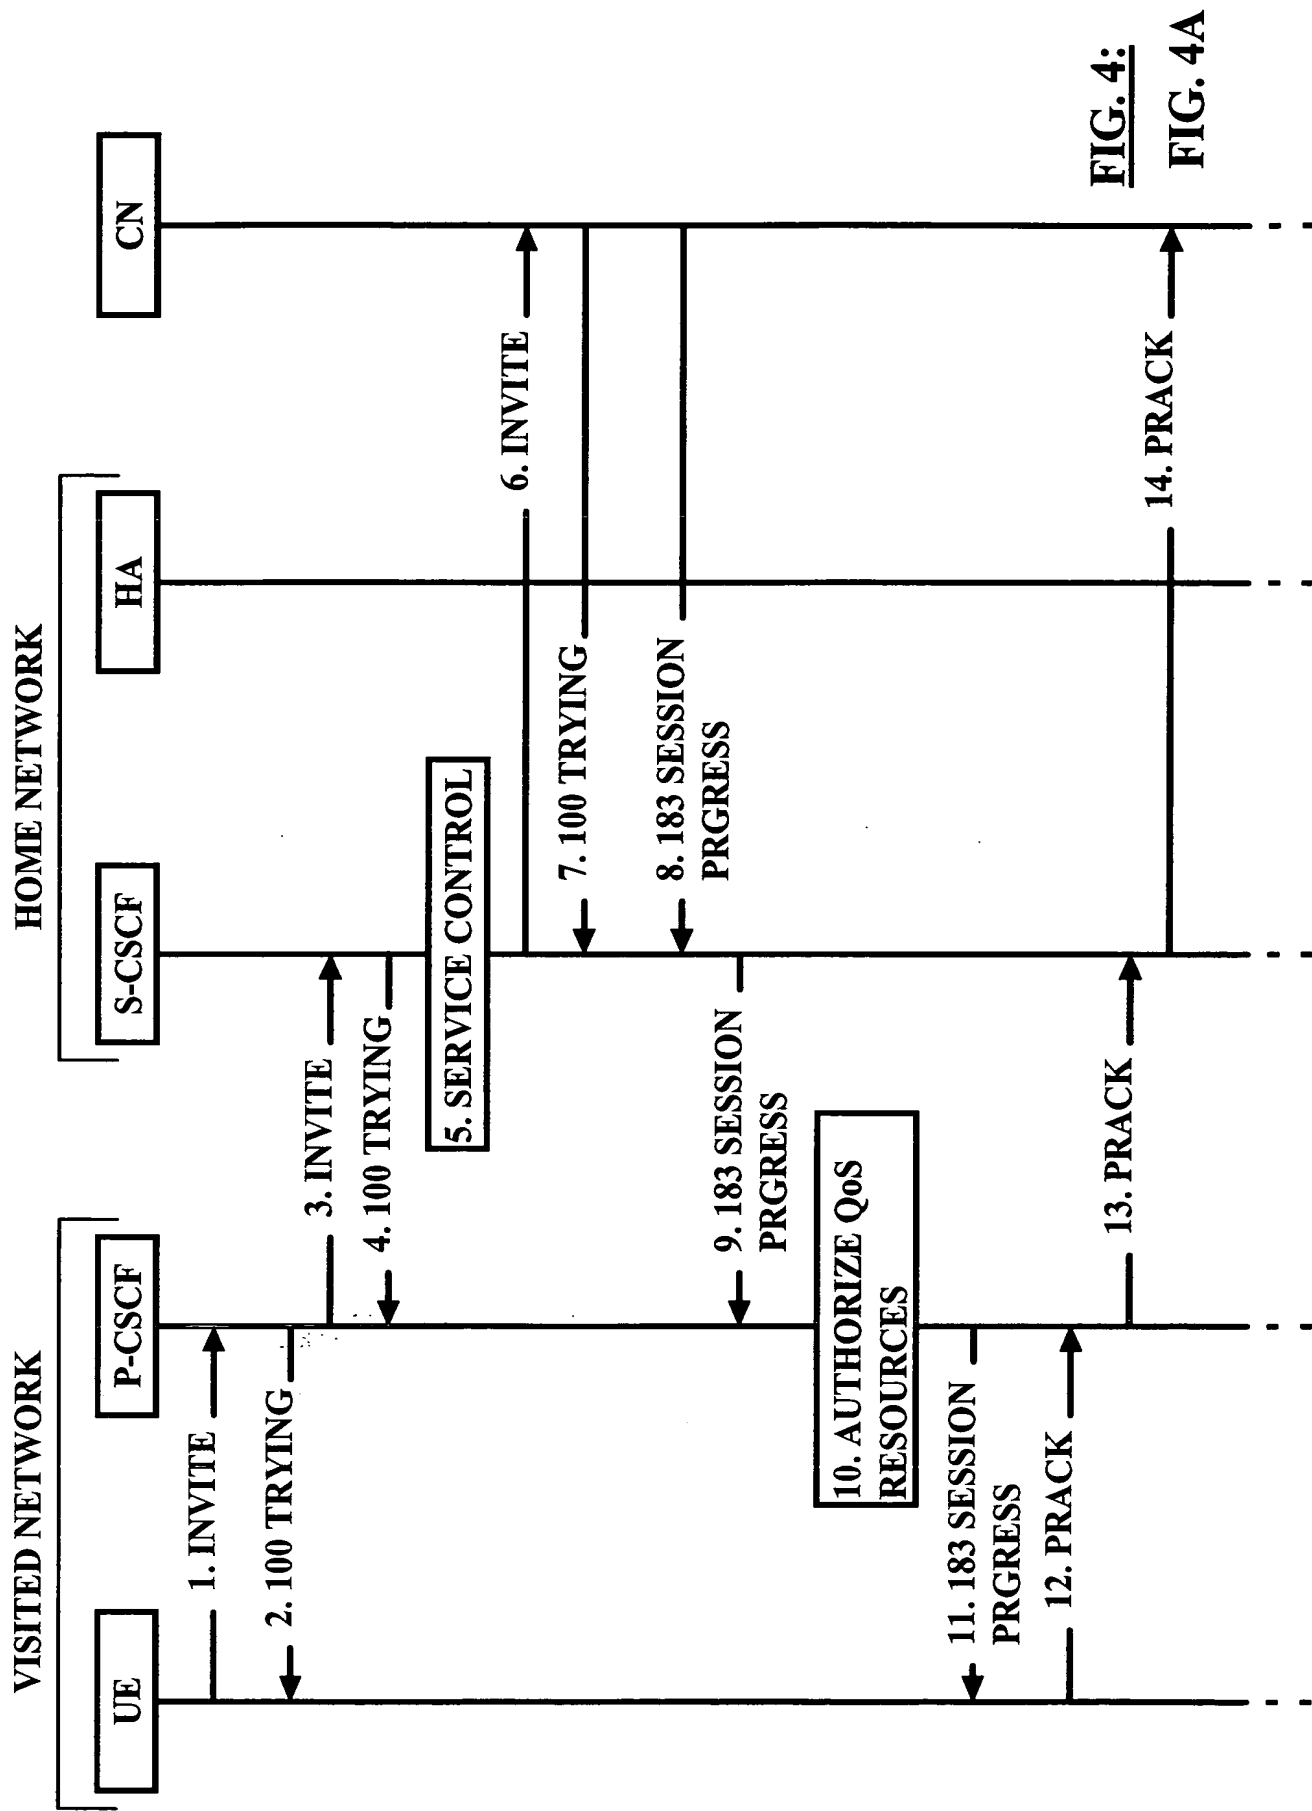 VISITED NETWORK
HOME NETWORK
UE
P-CSCF
S-CSCF
HA
CN
1. INVITE
2. 100 TRYING
3. INVITE
4. 100 TRYING
5. SERVICE CONTROL
6. INVITE
7. 100 TRYING
8. 183 SESSION
PRGRESS
9. 183 SESSION
PRGRESS
10. AUTHORIZE QoS
RESOURCES
11. 183 SESSION
PRGRESS
12. PRACK
13. PRACK
14. PRACK
FIG. 4:
FIG. 4A